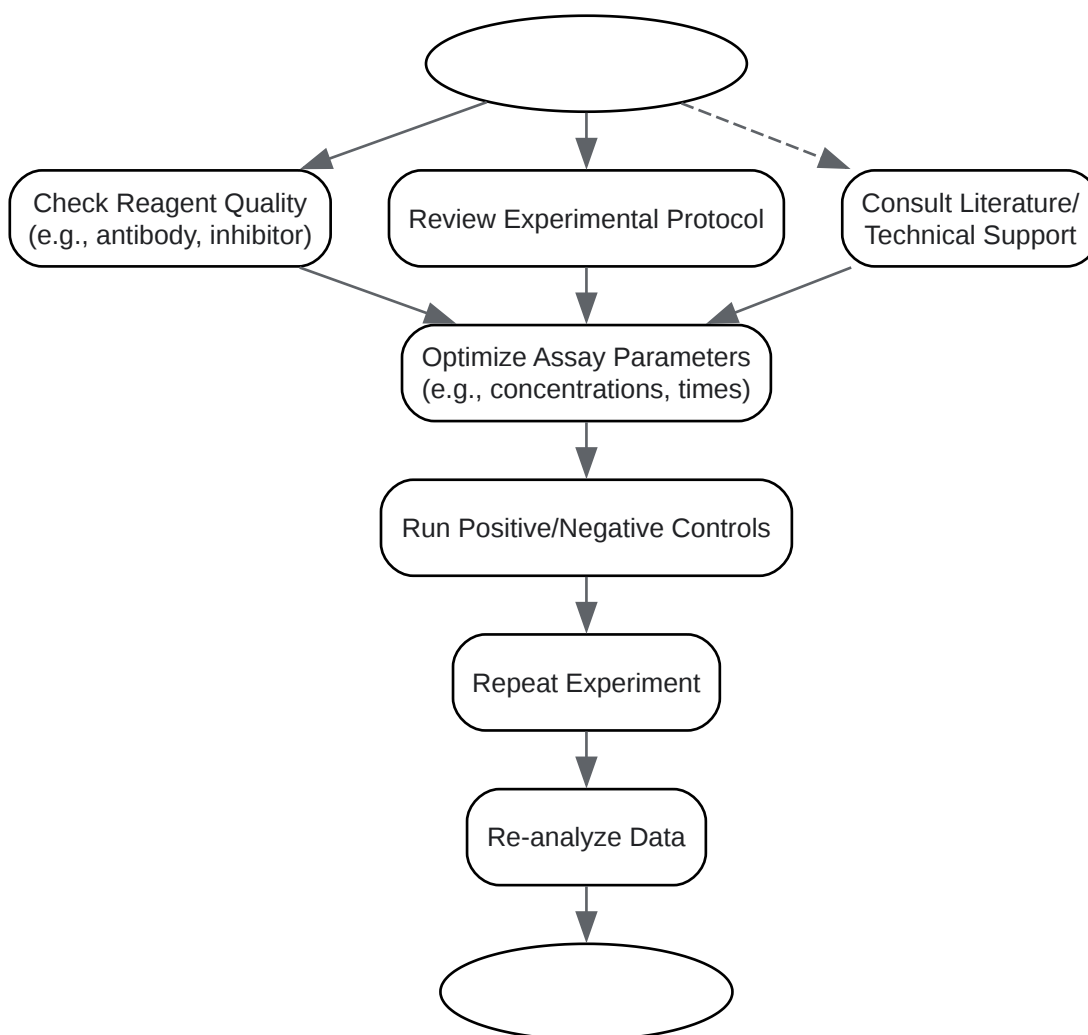 Check Reagent Quality
(e.g., antibody, inhibitor)
Review Experimental Protocol
Consult Literature/
Technical Support
Optimize Assay Parameters
(e.g., concentrations, times)
Run Positive/Negative Controls
Repeat Experiment
Re-analyze Data